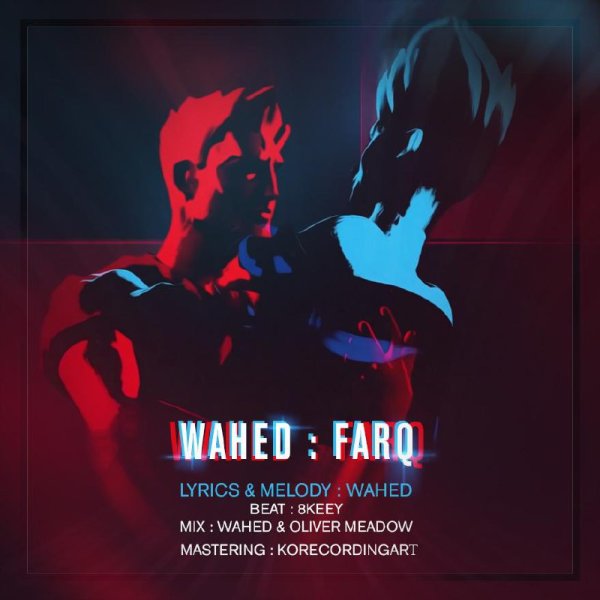 WAHED : FARQ
LYRICS & MELODY : WAHED
BEAT : 8KEEY
MIX : WAHED & OLIVER MEADOW
MASTERING : KORECORDINGART